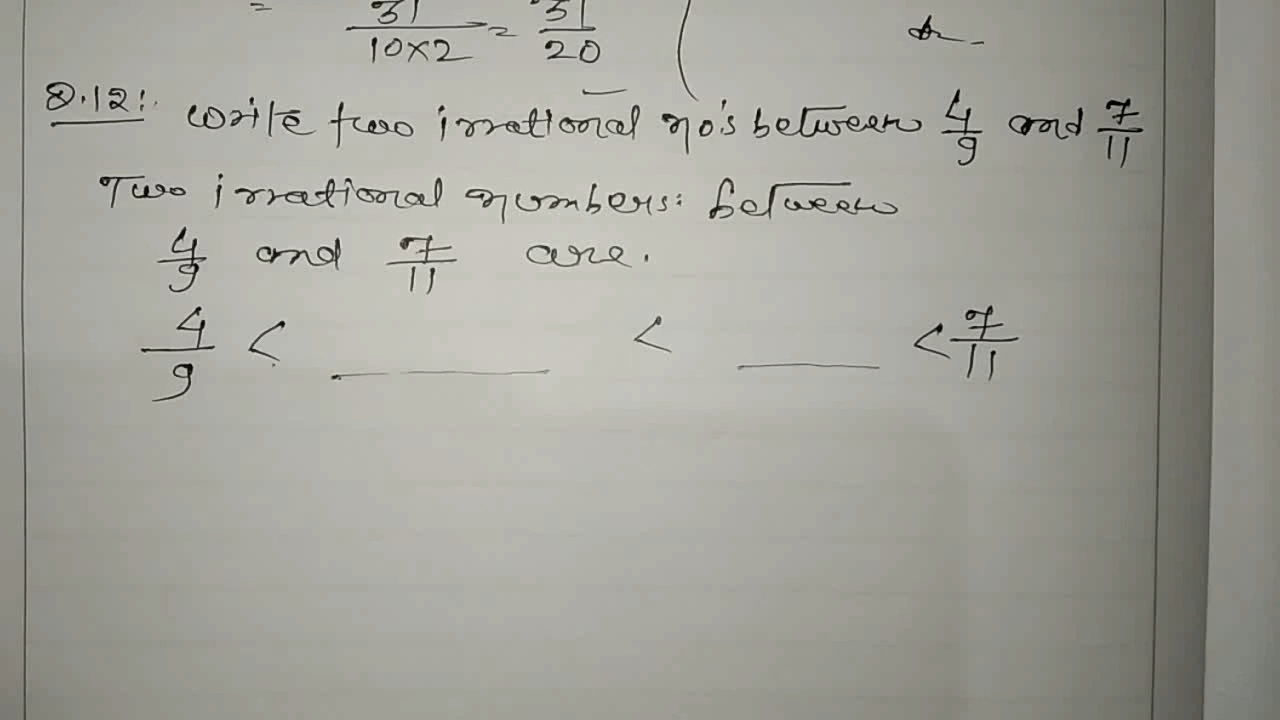 = 31/10×2 = 31/20
Q.12: Write two irrational no's between 4/9 and 7/11
Two irrational numbers: between
4/9 and 7/11 are.
4/9 < ____ < ____ < 7/11